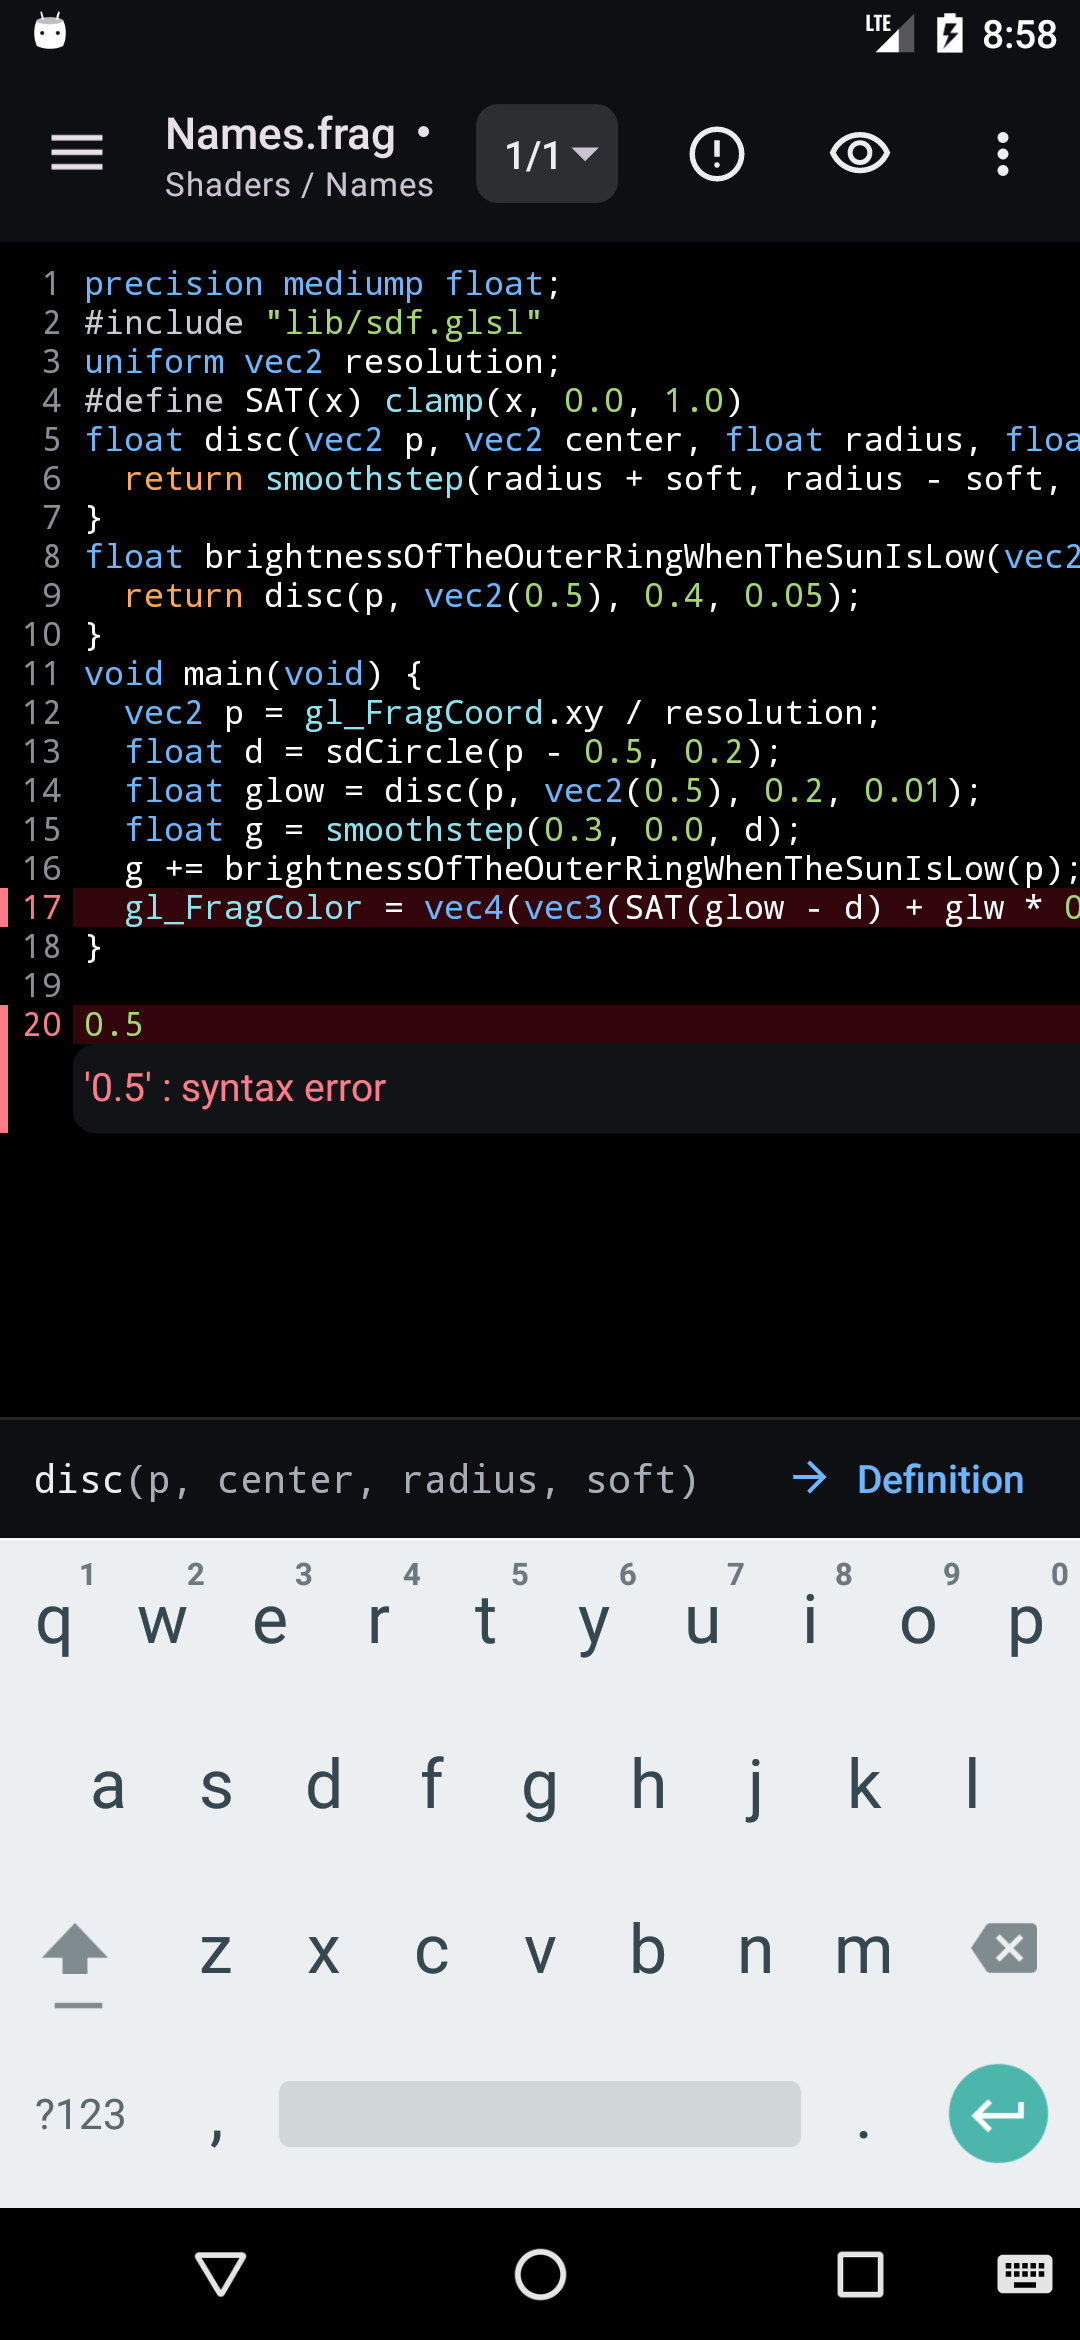 LTE 8:58
Names.frag •
Shaders / Names
1/1
1 precision mediump float;
2 #include "lib/sdf.glsl"
3 uniform vec2 resolution;
4 #define SAT(x) clamp(x, 0.0, 1.0)
5 float disc(vec2 p, vec2 center, float radius, floa
6   return smoothstep(radius + soft, radius - soft,
7 }
8 float brightnessOfTheOuterRingWhenTheSunIsLow(vec2
9   return disc(p, vec2(0.5), 0.4, 0.05);
10 }
11 void main(void) {
12   vec2 p = gl_FragCoord.xy / resolution;
13   float d = sdCircle(p - 0.5, 0.2);
14   float glow = disc(p, vec2(0.5), 0.2, 0.01);
15   float g = smoothstep(0.3, 0.0, d);
16   g += brightnessOfTheOuterRingWhenTheSunIsLow(p);
17   gl_FragColor = vec4(vec3(SAT(glow - d) + glw * 0
18 }
19
20 0.5
'0.5' : syntax error
disc(p, center, radius, soft) → Definition
1 2 3 4 5 6 7 8 9 0
q w e r t y u i o p
a s d f g h j k l
z x c v b n m
?123 , .